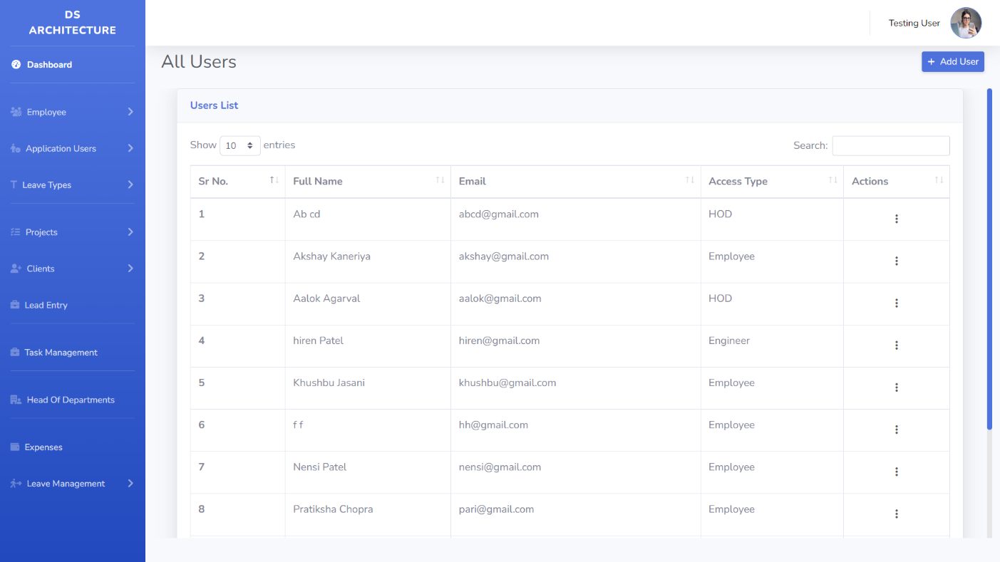 DS
ARCHITECTURE
Testing User
Dashboard
Employee
Application Users
Leave Types
Projects
Clients
Lead Entry
Task Management
Head Of Departments
Expenses
Leave Management
All Users
+ Add User
Users List
Show 10 entries
Search:
Sr No. Full Name Email Access Type Actions
1 Ab cd abcd@gmail.com HOD
2 Akshay Kaneriya akshay@gmail.com Employee
3 Aalok Agarval aalok@gmail.com HOD
4 hiren Patel hiren@gmail.com Engineer
5 Khushbu Jasani khushbu@gmail.com Employee
6 f f hh@gmail.com Employee
7 Nensi Patel nensi@gmail.com Employee
8 Pratiksha Chopra pari@gmail.com Employee